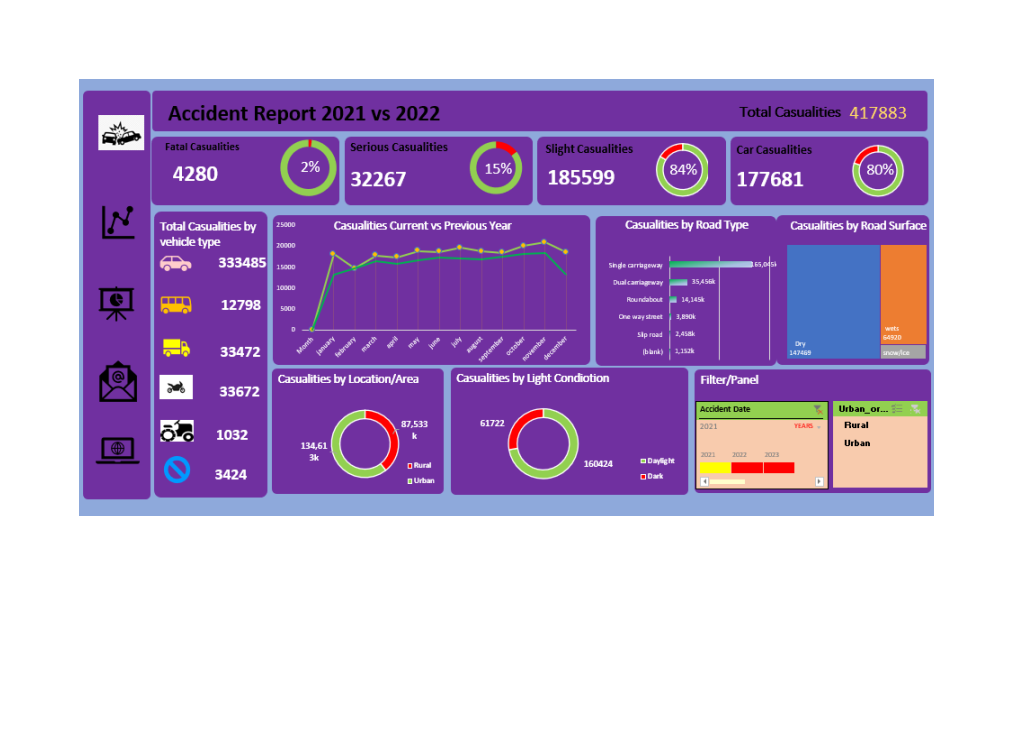 Accident Report 2021 vs 2022
Total Casualities 417883
Fatal Casualities
4280
2%
Serious Casualities
32267
15%
Slight Casualities
185599
84%
Car Casualities
177681
80%
Total Casualities by
vehicle type
333485
12798
33472
33672
1032
3424
Casualities Current vs Previous Year
25000
20000
15000
10000
5000
0
Month
january
february
march
april
may
june
july
august
september
october
november
december
Casualities by Road Type
Single carriageway
Dual carriageway 35,456k
Roundabout 14,145k
One way street 3,890k
Slip road 2,458k
(blank) 1,152k
Casualities by Road Surface
Dry
147469
wets
64920
snow/ice
Casualities by Location/Area
87,533
k
134,61
3k
Rural
Urban
Casualities by Light Condiotion
61722
160424
Daylight
Dark
Filter/Panel
Accident Date
2021 YEARS
2021 2022 2023
Urban_or...
Rural
Urban
@